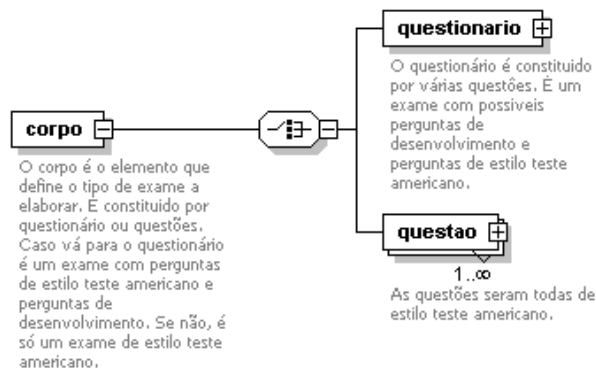 questionario
O questionário é constituido
por várias questões. É um
exame com possiveis
perguntas de
desenvolvimento e
perguntas de estilo teste
americano.
corpo
O corpo é o elemento que
define o tipo de exame a
elaborar. É constituido por
questionário ou questões.
Caso vá para o questionário
é um exame com perguntas
de estilo teste americano e
perguntas de
desenvolvimento. Se não, é
só um exame de estilo teste
americano.
questao
1..∞
As questões seram todas de
estilo teste americano.